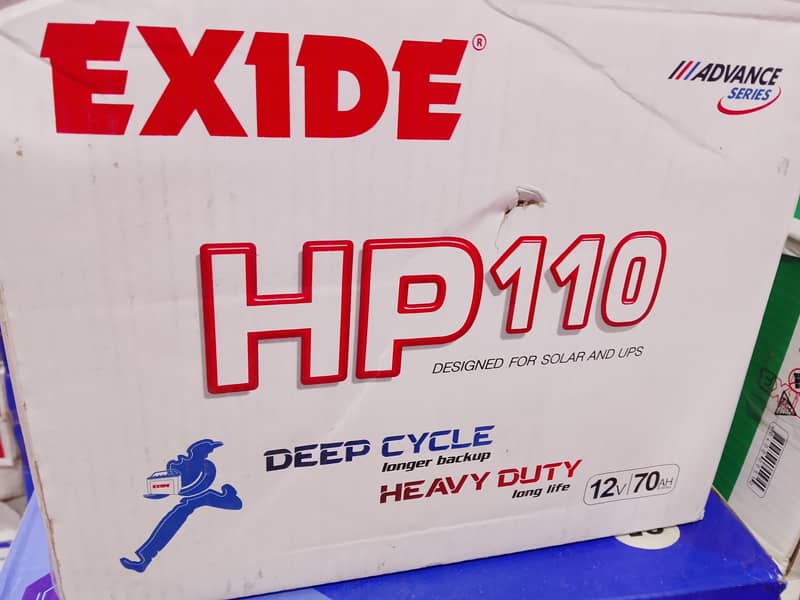 EXIDE®
ADVANCE
SERIES
HP110
DESIGNED FOR SOLAR AND UPS
DEEP CYCLE
longer backup
HEAVY DUTY
long life
12V 70AH
EXIDE